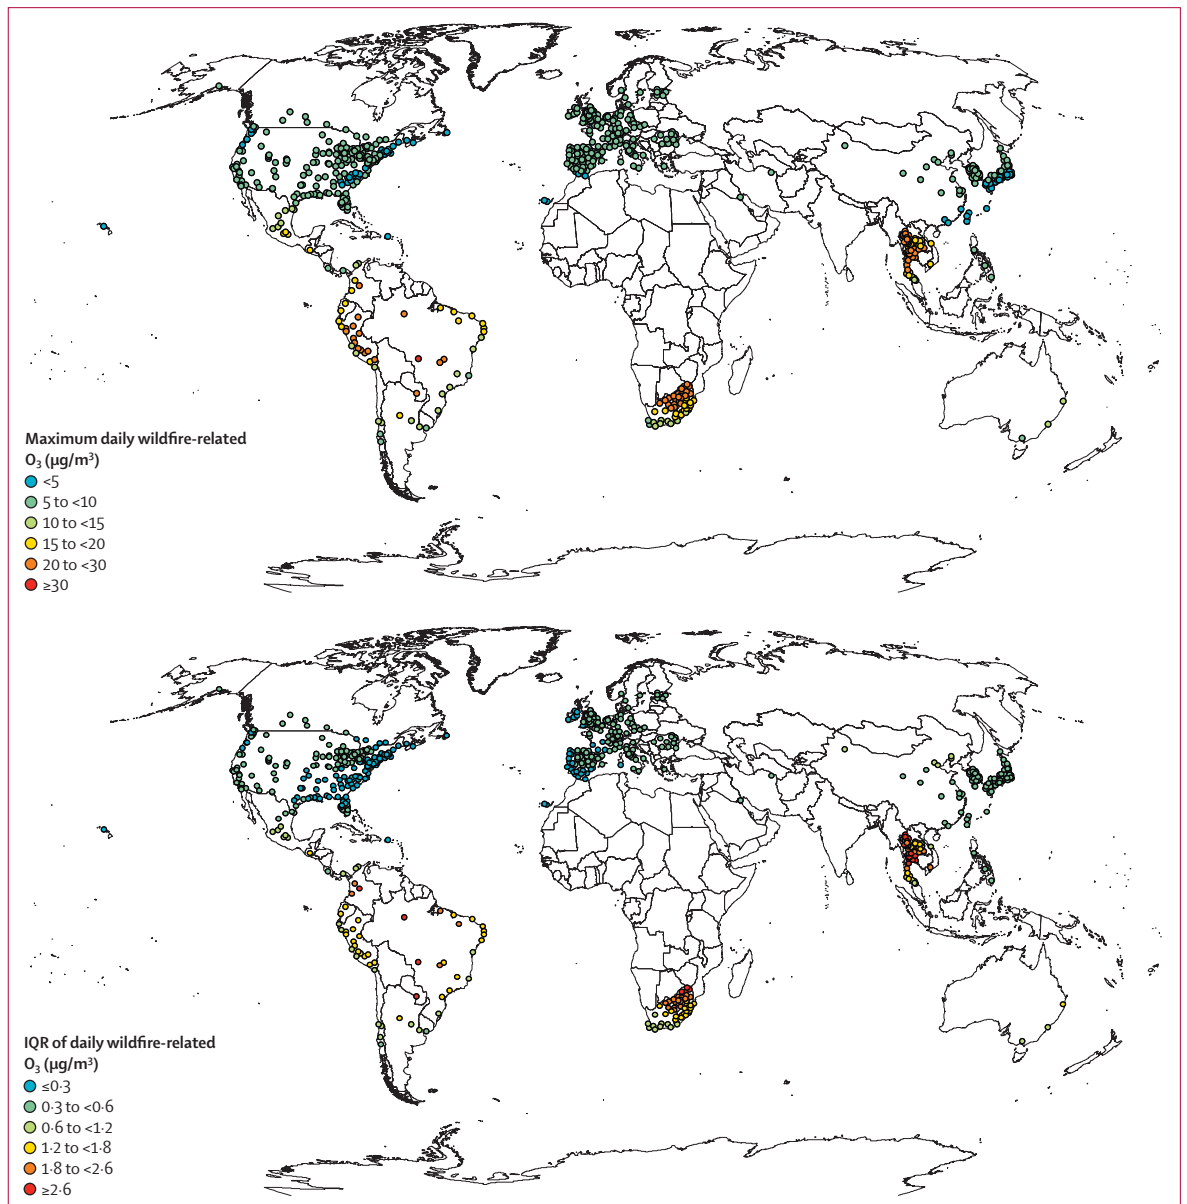 Maximum daily wildfire-related
O₃ (µg/m³)
<5
5 to <10
10 to <15
15 to <20
20 to <30
≥30
IQR of daily wildfire-related
O₃ (µg/m³)
≤0·3
0·3 to <0·6
0·6 to <1·2
1·2 to <1·8
1·8 to <2·6
≥2·6